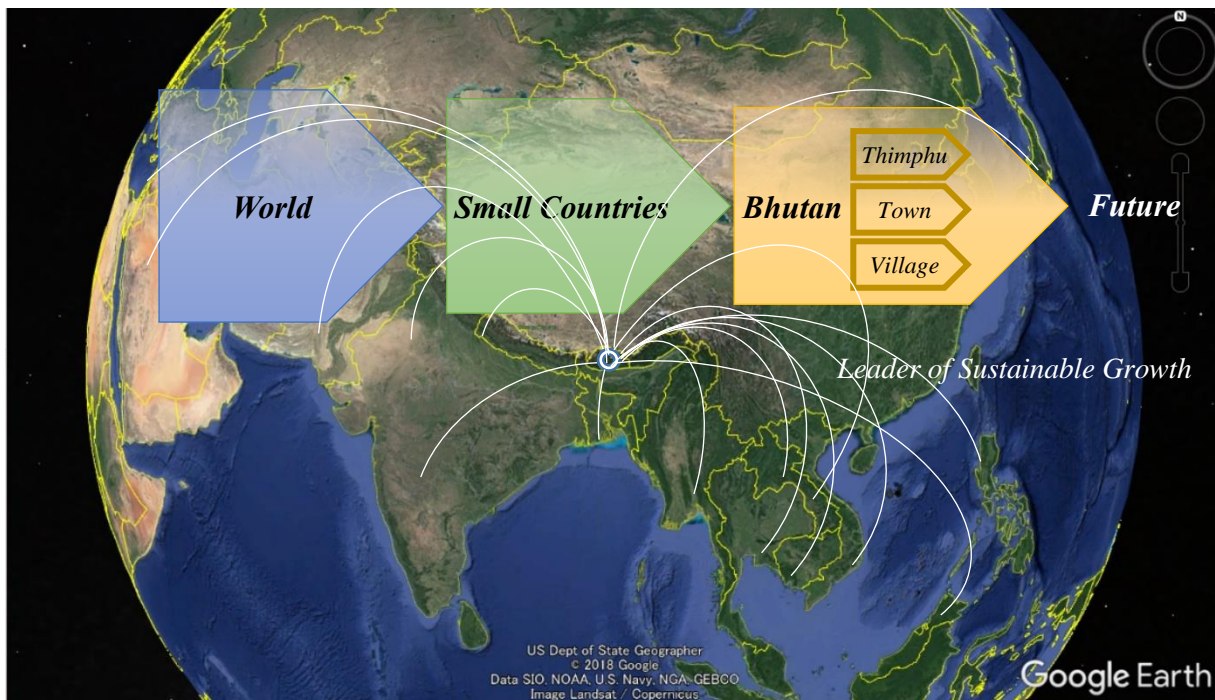 N
World
Small Countries
Bhutan
Thimphu
Town
Village
Future
Leader of Sustainable Growth
US Dept of State Geographer
© 2018 Google
Data SIO, NOAA, U.S. Navy, NGA, GEBCO
Image Landsat / Copernicus
Google Earth